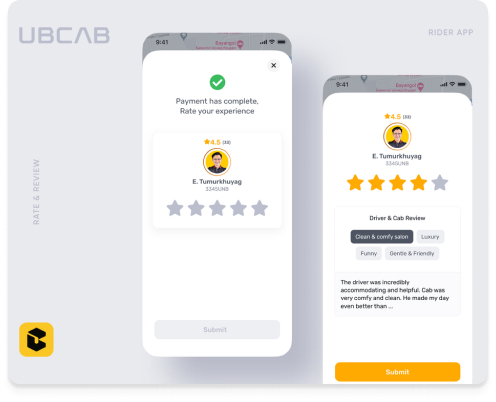 UBCAB
RIDER APP
RATE & REVIEW
9:41
Bayangol
Payment has complete.
Rate your experience
4.5 (55)
E. Tumurkhuyag
3345UNB
Submit
9:41
Bayangol
4.5 (55)
E. Tumurkhuyag
3345UNB
Driver & Cab Review
Clean & comfy salon
Luxury
Funny
Gentle & Friendly
The driver was incredibly
accommodating and helpful. Cab was
very comfy and clean. He made my day
even better than ...
Submit